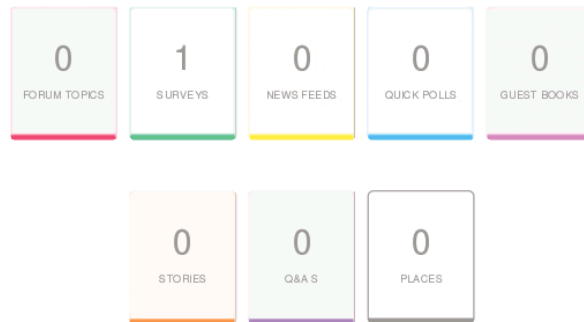 0 1 0 0 0
FORUM TOPICS SURVEYS NEWS FEEDS QUICK POLLS GUEST BOOKS
0 0 0
STORIES Q&A S PLACES